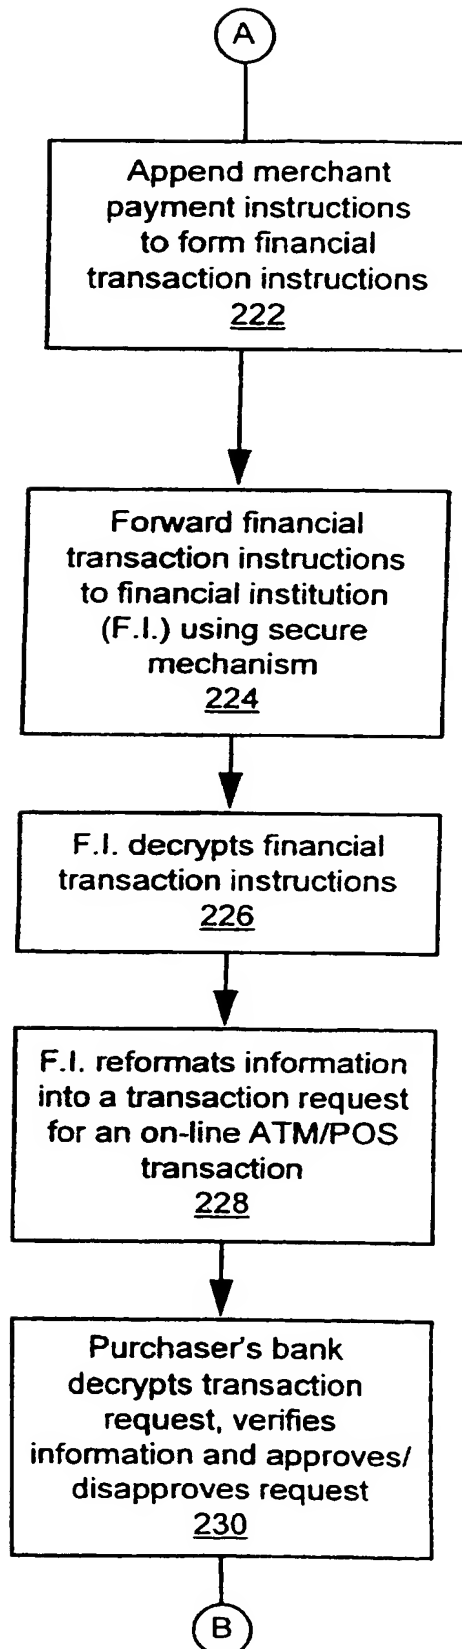 A
Append merchant
payment instructions
to form financial
transaction instructions
222
Forward financial
transaction instructions
to financial institution
(F.I.) using secure
mechanism
224
F.I. decrypts financial
transaction instructions
226
F.I. reformats information
into a transaction request
for an on-line ATM/POS
transaction
228
Purchaser's bank
decrypts transaction
request, verifies
information and approves/
disapproves request
230
B